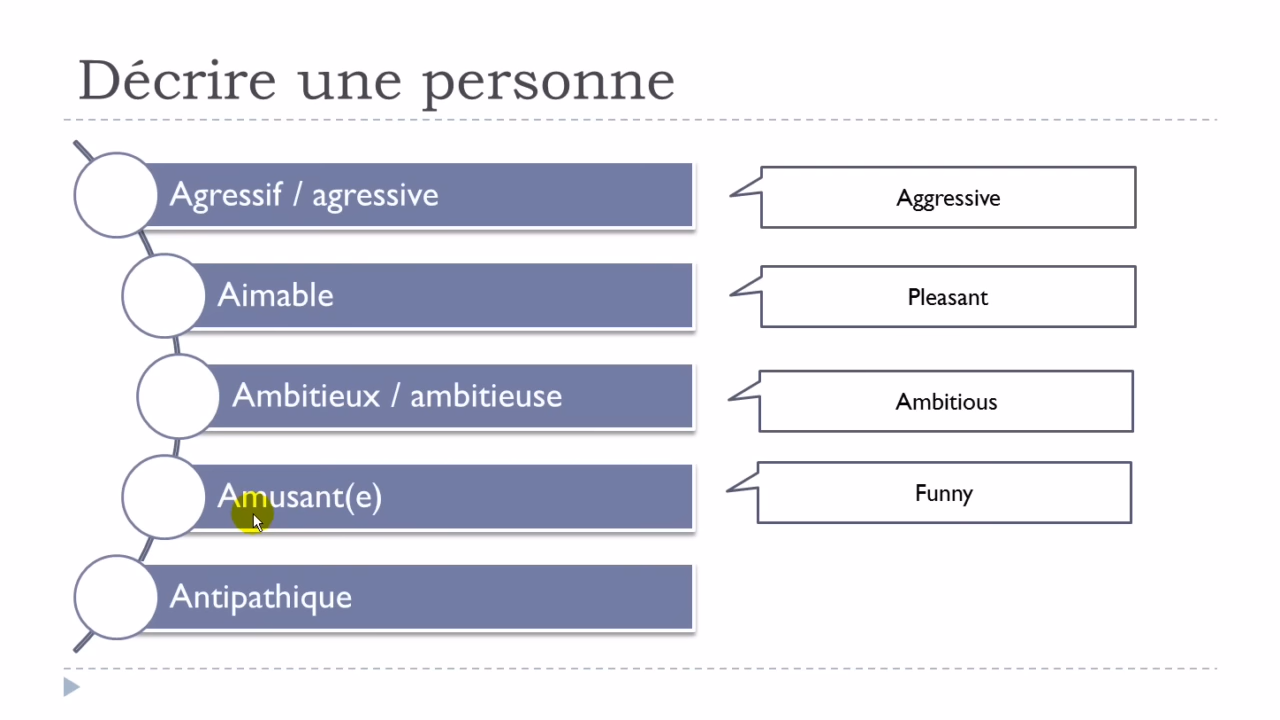 Décrire une personne
Agressif / agressive
Aggressive
Aimable
Pleasant
Ambitieux / ambitieuse
Ambitious
Amusant(e)
Funny
Antipathique